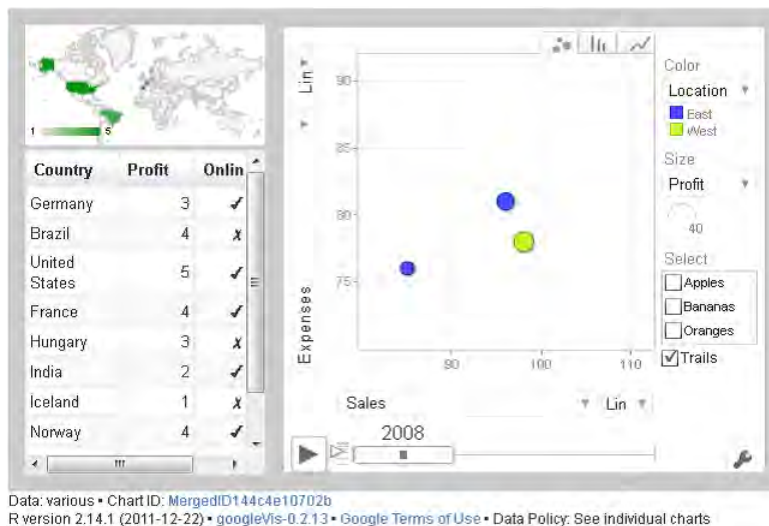 1 5
Country Profit Onlin
Germany 3
Brazil 4
United
States 5
France 4
Hungary 3
India 2
Iceland 1
Norway 4
Lin
Expenses
90
85
80
75
90 100 110
Sales Lin
2008
Color
Location
East
West
Size
Profit
40
Select
Apples
Bananas
Oranges
Trails
Data: various • Chart ID: MergedID144c4e10702b
R version 2.14.1 (2011-12-22) • googleVis-0.2.13 • Google Terms of Use • Data Policy: See individual charts